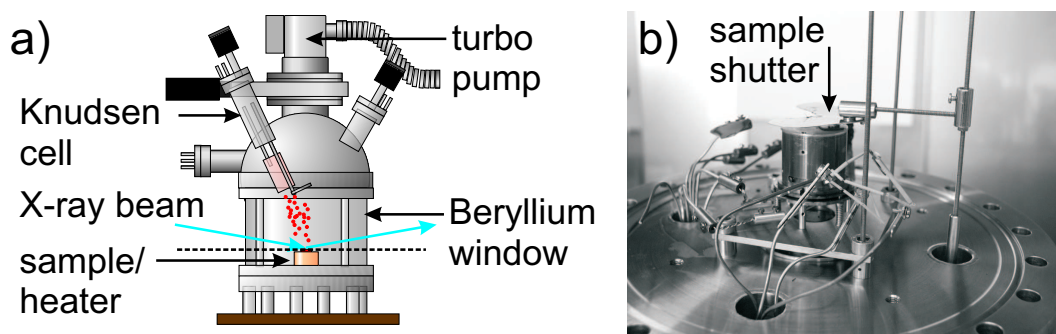 a)
turbo
pump
Knudsen
cell
X-ray beam
Beryllium
window
sample/
heater
b)
sample
shutter